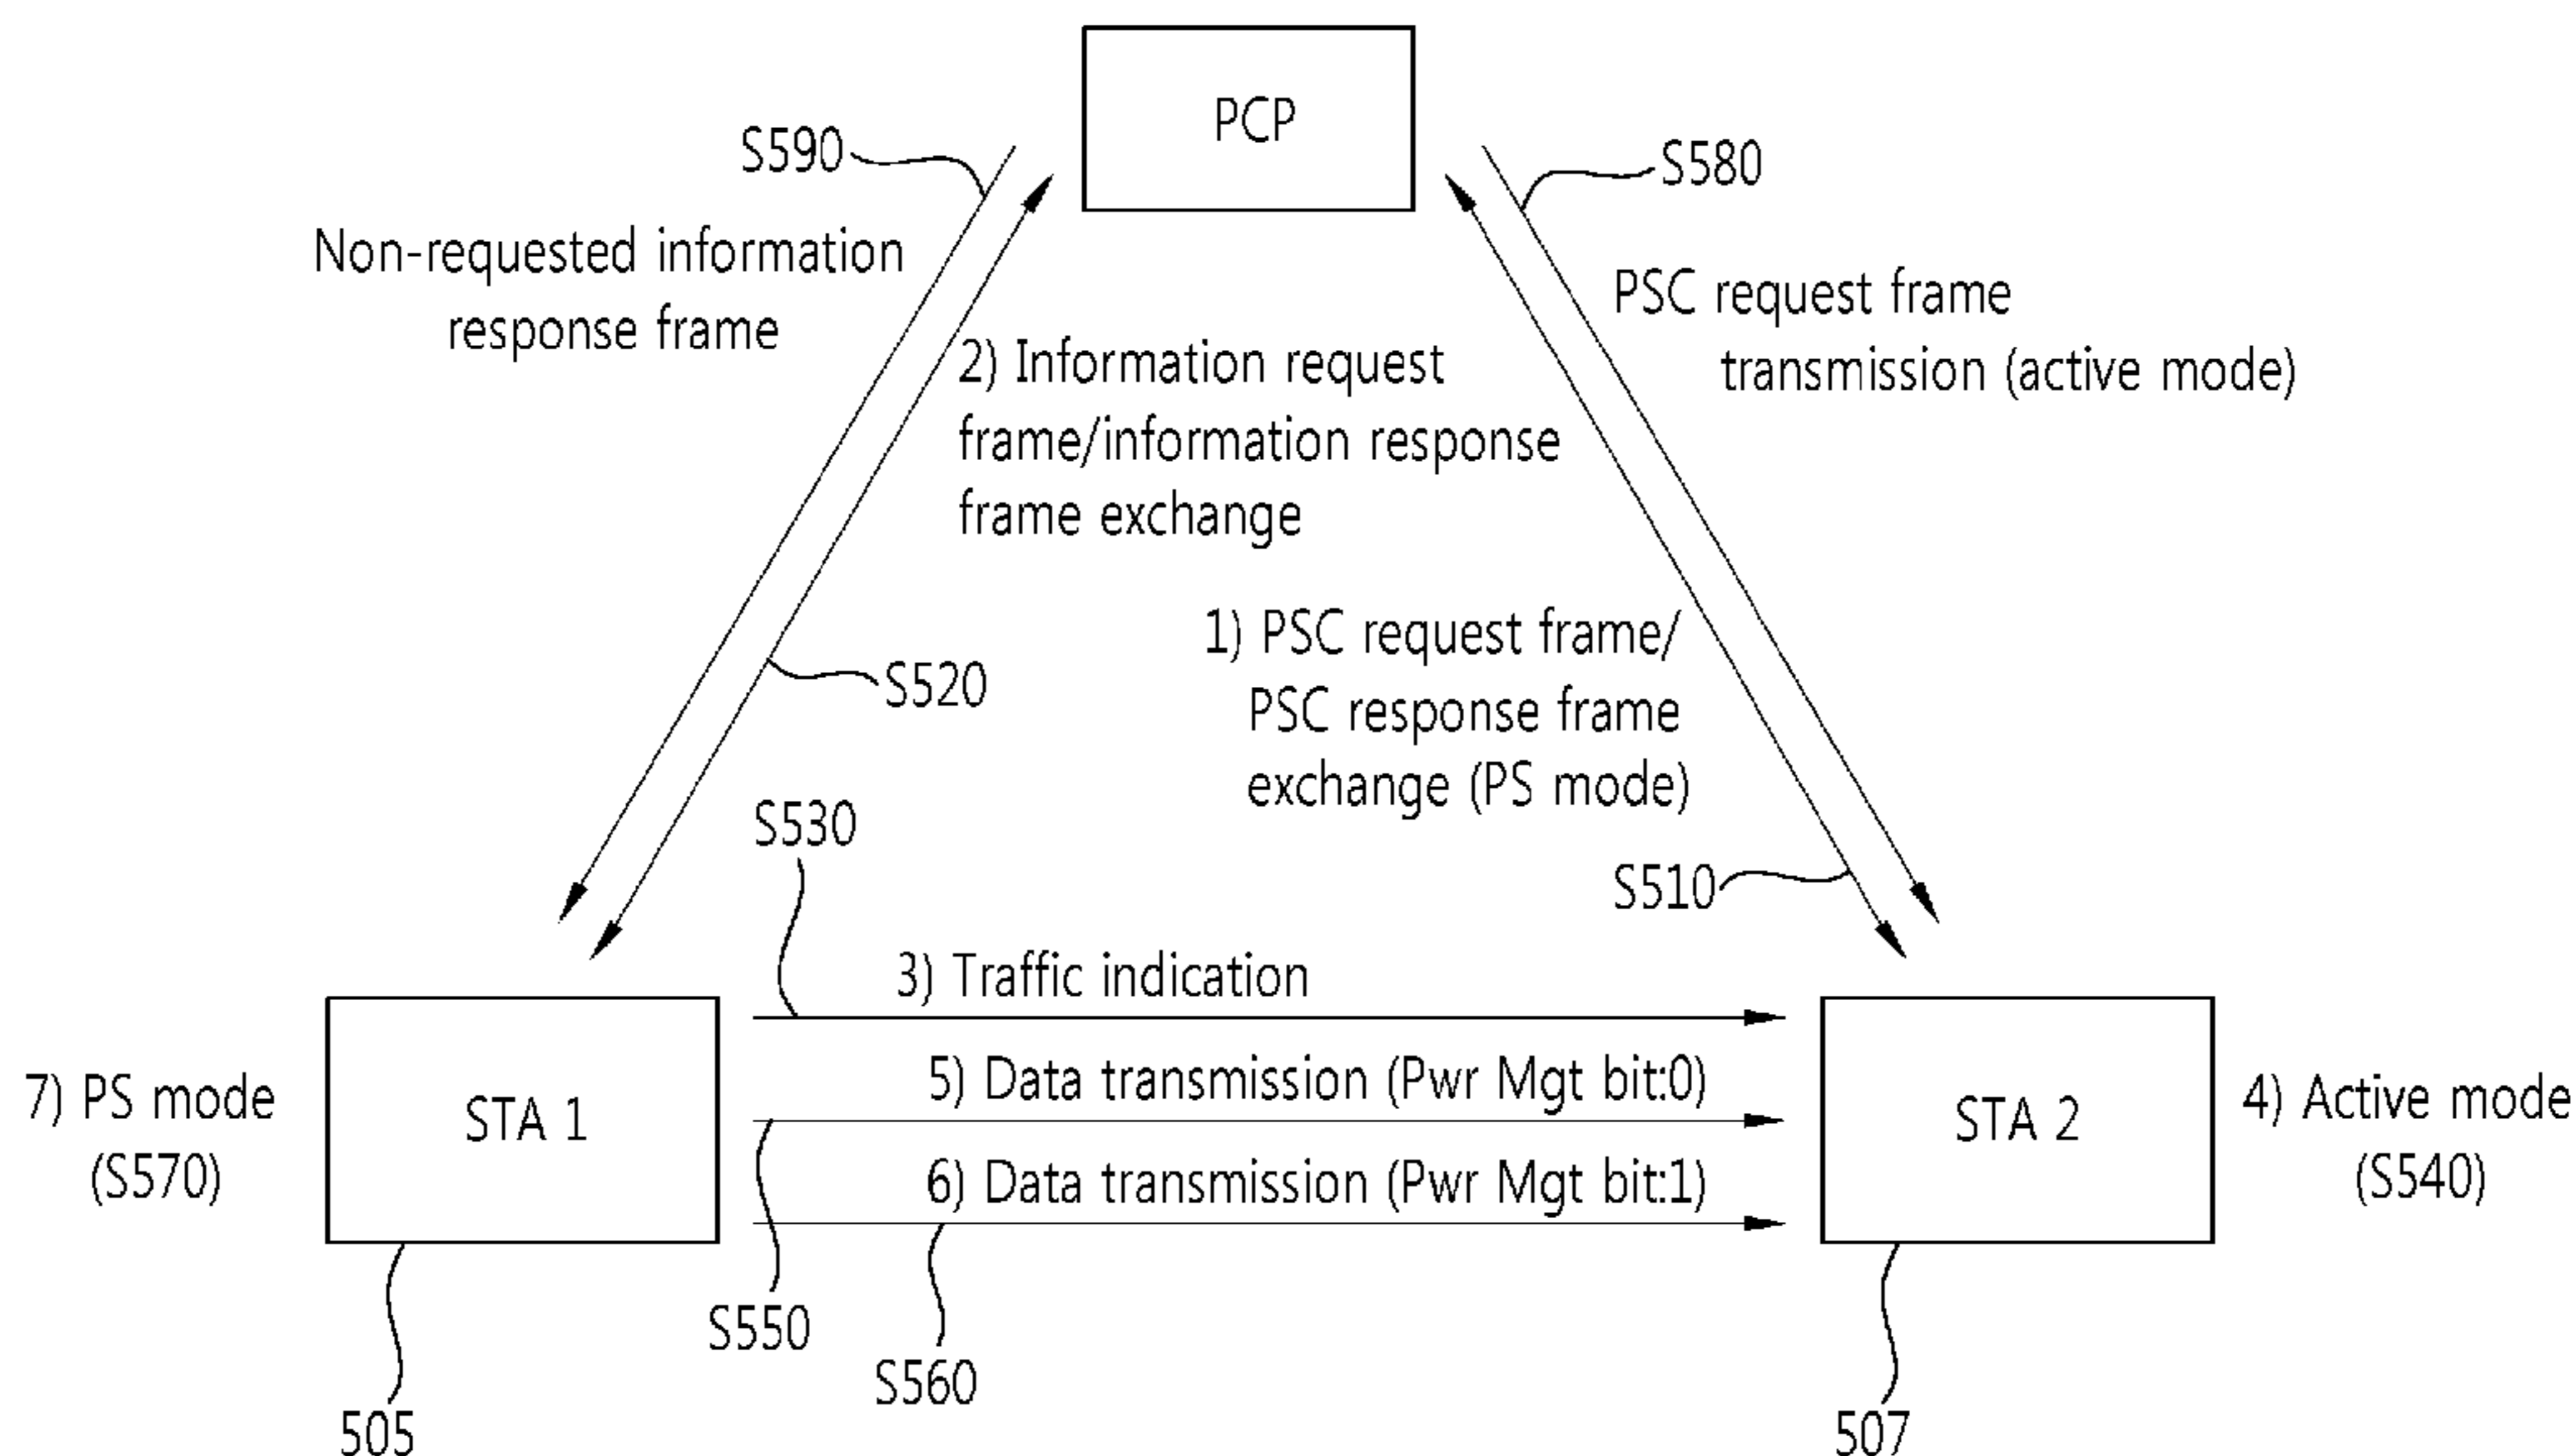 PCP
S590
S580
Non-requested information
response frame
PSC request frame
transmission (active mode)
2) Information request
frame/information response
frame exchange
1) PSC request frame/
PSC response frame
exchange (PS mode)
S520
S530
S510
3) Traffic indication
5) Data transmission (Pwr Mgt bit:0)
6) Data transmission (Pwr Mgt bit:1)
7) PS mode
(S570)
STA 1
STA 2
4) Active mode
(S540)
S550
S560
505
507